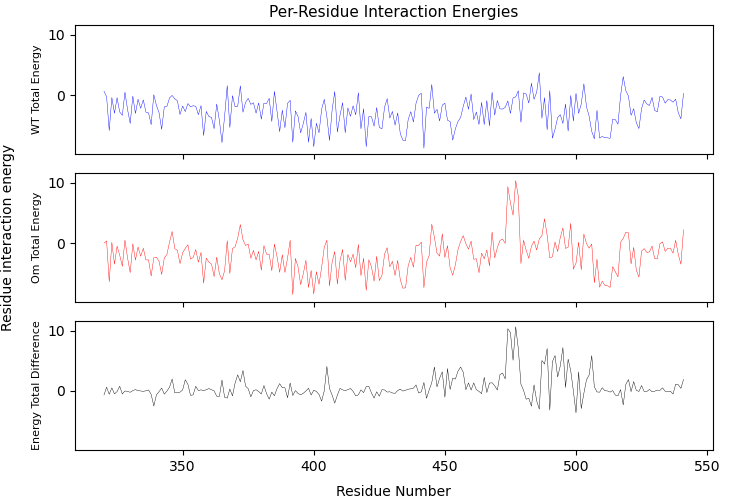 Per-Residue Interaction Energies
Residue interaction energy
WT Total Energy
10
0
Om Total Energy
10
0
Energy Total Difference
10
0
350 400 450 500 550
Residue Number